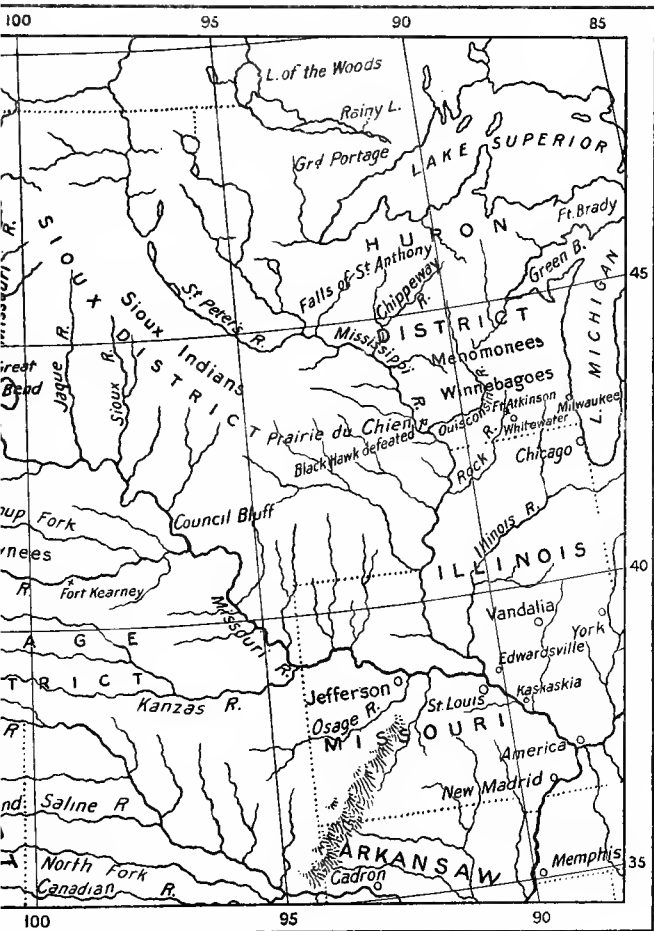 100 95 90 85
L. of the Woods
Rainy L.
Grd Portage
LAKE SUPERIOR
Ft. Brady
HURON
DISTRICT
Falls of St Anthony
Chippeway R.
Green B.
45
L. MICHIGAN
R.
SIOUX DISTRICT
Sioux Indians
St Peter's R.
Mississippi R.
Menomonees
Winnebagoes
Great Bend
Jaque R.
Sioux R.
Prairie du Chien
Black Hawk defeated
Ouisconsin R.
Ft Atkinson
Whitewater
Milwaukee
Rock R.
Chicago
Council Bluff
Fork
Illinois R.
ILLINOIS
40
R.
Fort Kearney
Missouri R.
Vandalia
York
AGE
TRICT
Edwardsville
Kanzas R.
Jefferson
St. Louis
Kaskaskia
Osage R.
MISSOURI
R
America
New Madrid
Saline R
ARKANSAW
Memphis
35
North Fork
Canadian R.
Cadron
100 95 90